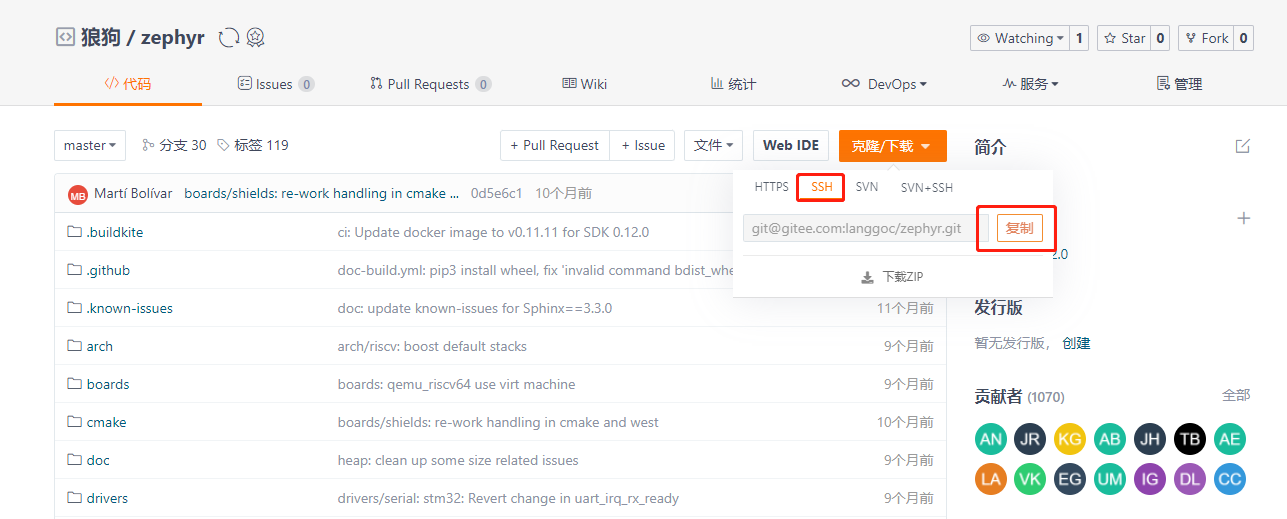 狼狗 / zephyr
Watching 1 Star 0 Fork 0
代码 Issues 0 Pull Requests 0 Wiki 统计 DevOps 服务 管理
master 分支 30 标签 119 + Pull Request + Issue 文件 Web IDE 克隆/下载
简介
HTTPS SSH SVN SVN+SSH
git@gitee.com:langgoc/zephyr.git 复制
下载ZIP
2.0
MB Martí Bolívar boards/shields: re-work handling in cmake ... 0d5e6c1 10个月前
.buildkite ci: Update docker image to v0.11.11 for SDK 0.12.0
.github doc-build.yml: pip3 install wheel, fix 'invalid command bdist_whe
.known-issues doc: update known-issues for Sphinx==3.3.0 11个月前
arch arch/riscv: boost default stacks 9个月前
boards boards: qemu_riscv64 use virt machine 9个月前
cmake boards/shields: re-work handling in cmake and west 10个月前
doc heap: clean up some size related issues 9个月前
drivers drivers/serial: stm32: Revert change in uart_irq_rx_ready 9个月前
发行版
暂无发行版， 创建
贡献者 (1070) 全部
AN JR KG AB JH TB AE
LA VK EG UM IG DL CC